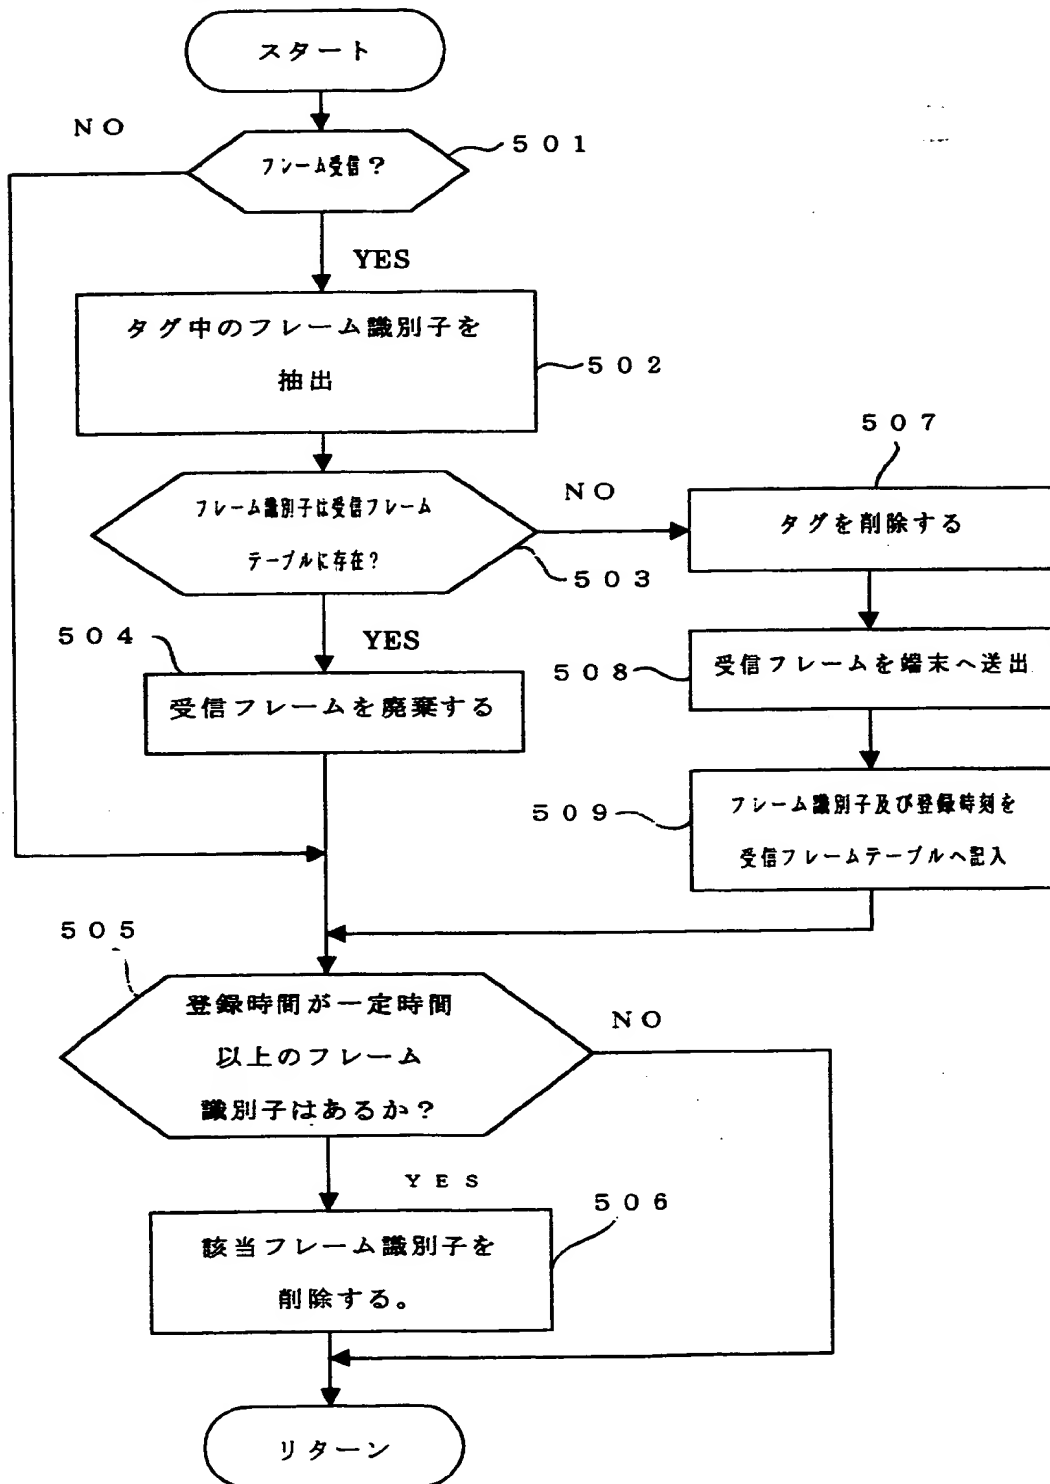 スタート
NO
501
フレーム受信?
YES
タグ中のフレーム識別子を
抽出
502
507
フレーム識別子は受信フレーム
テーブルに存在?
NO
503
タグを削除する
504
YES
受信フレームを廃棄する
508
受信フレームを端末へ送出
509
フレーム識別子及び登録時刻を
受信フレームテーブルへ記入
505
登録時間が一定時間
以上のフレーム
識別子はあるか?
NO
YES
506
該当フレーム識別子を
削除する。
リターン